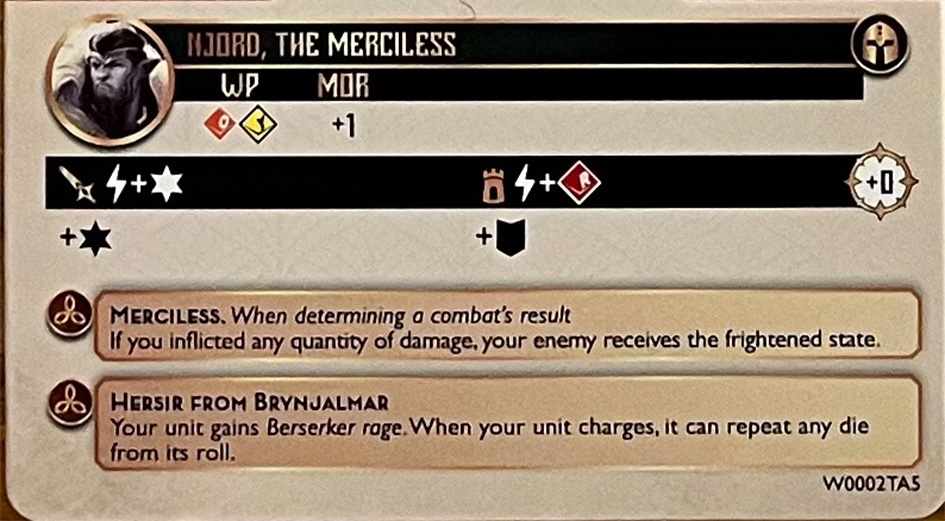 NJORD, THE MERCILESS
WP MOR
+1
+ + +0
+ +
MERCILESS. When determining a combat's result
If you inflicted any quantity of damage, your enemy receives the frightened state.
HERSIR FROM BRYNJALMAR
Your unit gains Berserker rage. When your unit charges, it can repeat any die
from its roll.
W0002TA5